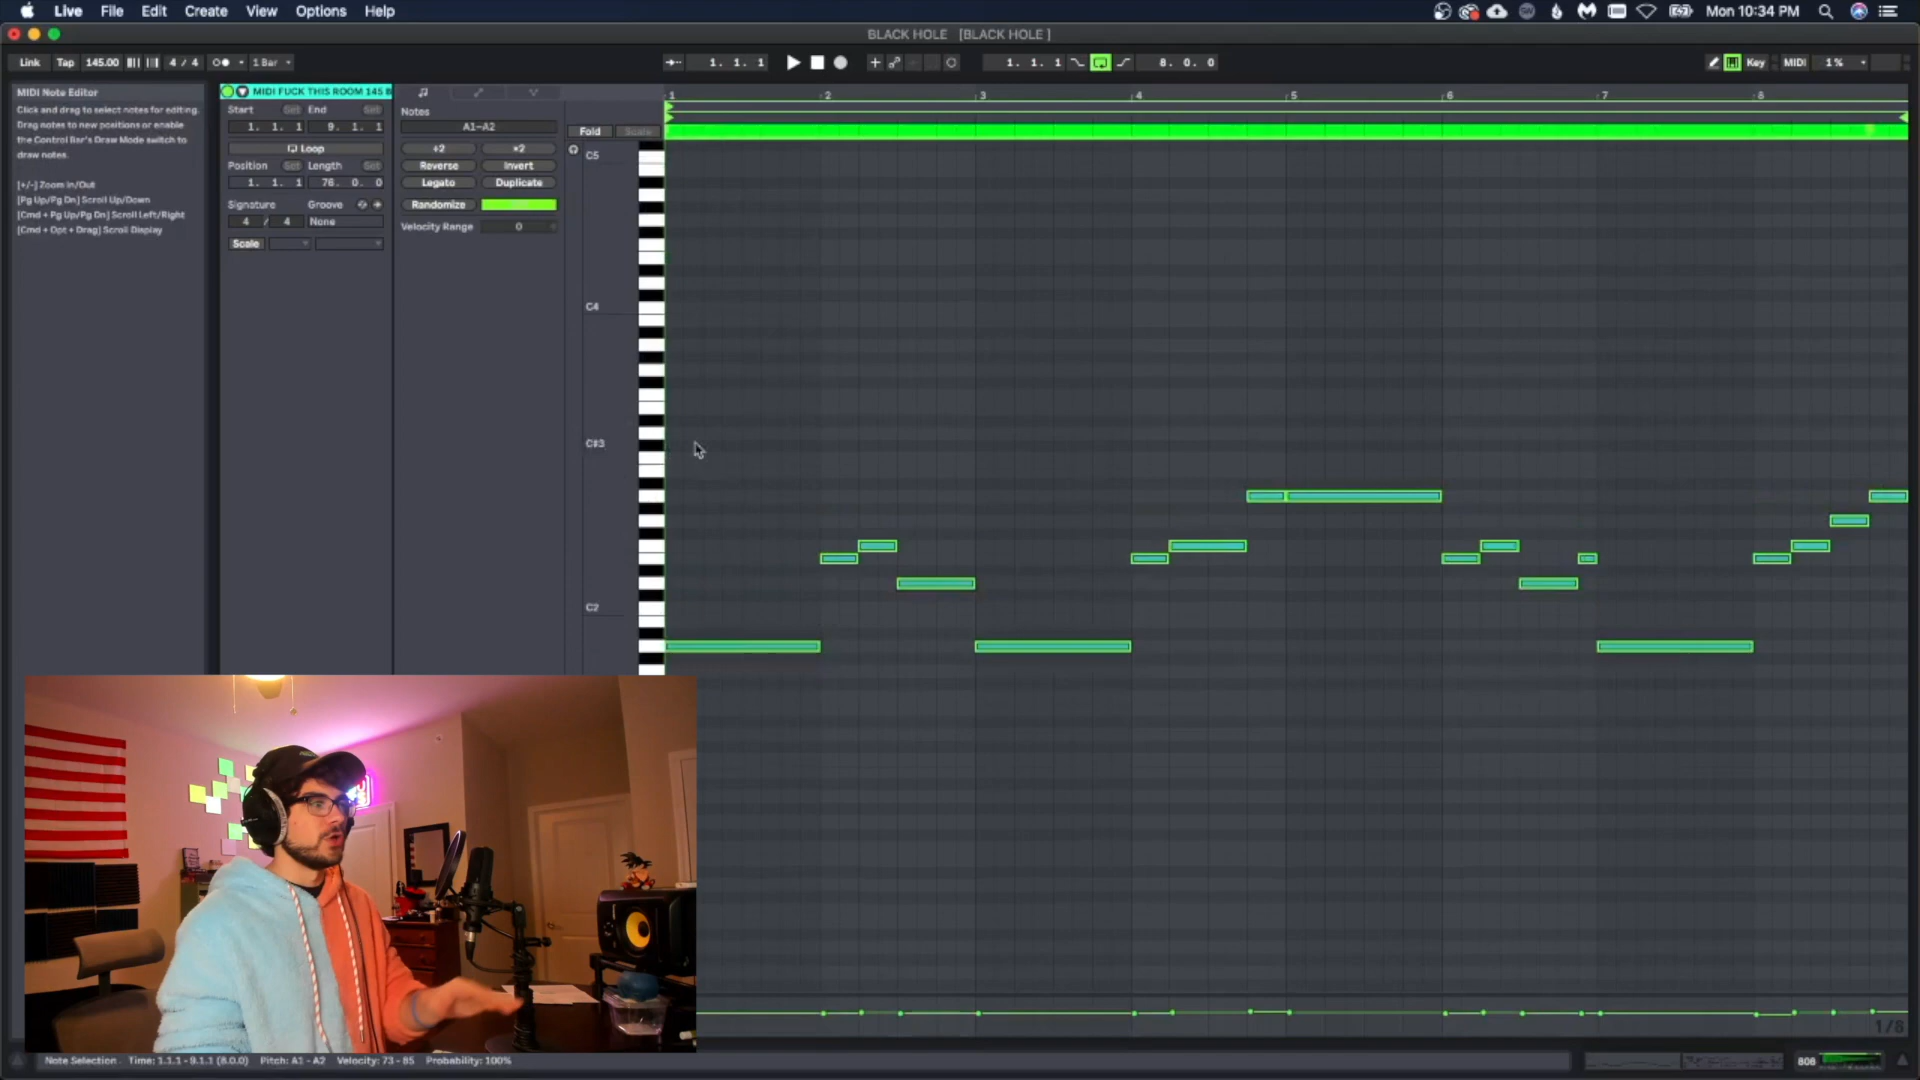 Live File Edit Create View Options Help
Mon 10:34 PM
BLACK HOLE [BLACK HOLE ]
Link Tap 145.00 4 / 4 1 Bar
1. 1. 1
1. 1. 1
8. 0. 0
Key MIDI 1%
MIDI Note Editor
Click and drag to select notes for editing.
Drag notes to new positions or enable
the Control Bar's Draw Mode switch to
draw notes.
[+/-] Zoom In/Out
[Pg Up/Pg Dn] Scroll Up/Down
[Cmd + Pg Up/Pg Dn] Scroll Left/Right
[Cmd + Opt + Drag] Scroll Display
MIDI FUCK THIS ROOM 145 B
Start Set End Set
1. 1. 1 9. 1. 1
Loop
Position Set Length Set
1. 1. 1 76. 0. 0
Signature Groove
4 / 4 None
Scale
Notes
A1-A2
÷2 ×2
Reverse Invert
Legato Duplicate
Randomize
Velocity Range 0
Fold Scale
1 2 3 4 5 6 7 8
C5
C4
C#3
C2
1/8
Note Selection Time: 1.1.1 - 9.1.1 (8.0.0) Pitch: A1 - A2 Velocity: 73 - 85 Probability: 100%
808